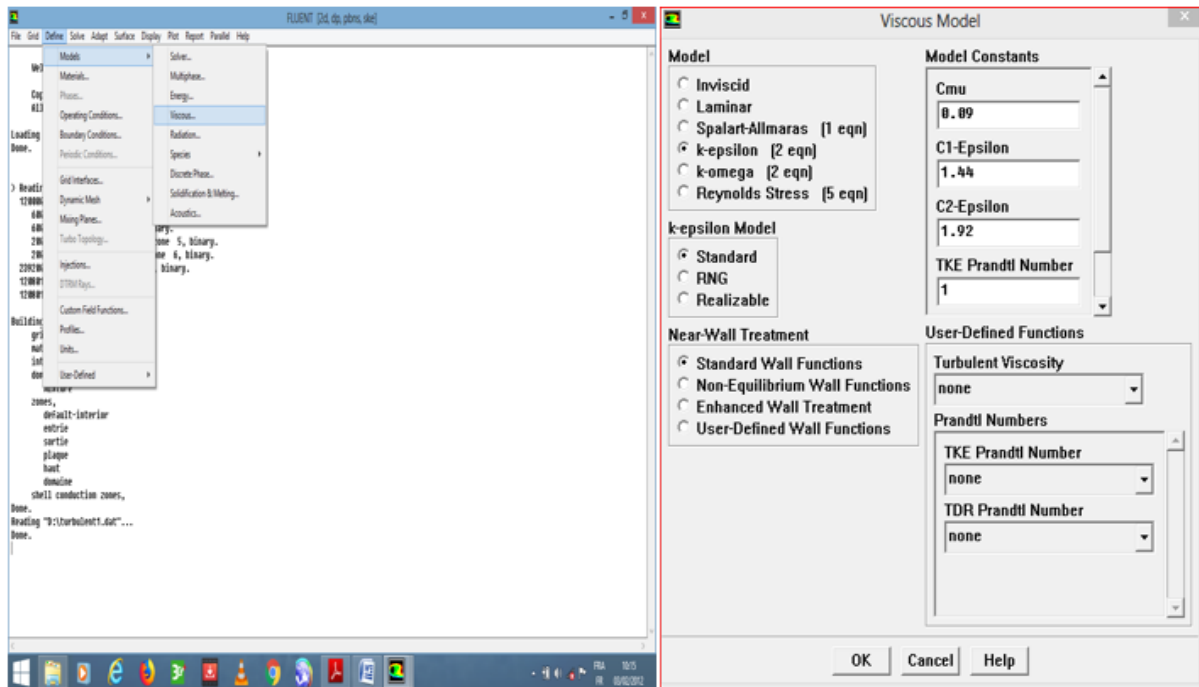 FLUENT [2d, dp, pbns, ske]
File Grid Define Solve Adapt Surface Display Plot Report Parallel Help
Models
Materials...
Phases...
Operating Conditions...
Boundary Conditions...
Periodic Conditions...
Grid Interfaces...
Dynamic Mesh
Mixing Planes...
Turbo Topology...
Injections...
DTRM Rays...
Custom Field Functions...
Profiles...
Units...
User-Defined
Solver...
Multiphase...
Energy...
Viscous...
Radiation...
Species
Discrete Phase...
Solidification & Melting...
Acoustics...
Loading
Done.
zone 5, binary.
6, binary.
binary.
zones,
default-interior
entrie
sortie
plaque
haut
domaine
shell conduction zones,
Done.
Reading "D:\turbulent1.dat"...
Done.
FRA 10:15
FR 03/02/2012
Viscous Model
Model
Inviscid
Laminar
Spalart-Allmaras (1 eqn)
k-epsilon (2 eqn)
k-omega (2 eqn)
Reynolds Stress (5 eqn)
k-epsilon Model
Standard
RNG
Realizable
Near-Wall Treatment
Standard Wall Functions
Non-Equilibrium Wall Functions
Enhanced Wall Treatment
User-Defined Wall Functions
Model Constants
Cmu
0.09
C1-Epsilon
1.44
C2-Epsilon
1.92
TKE Prandtl Number
1
User-Defined Functions
Turbulent Viscosity
none
Prandtl Numbers
TKE Prandtl Number
none
TDR Prandtl Number
none
OK Cancel Help